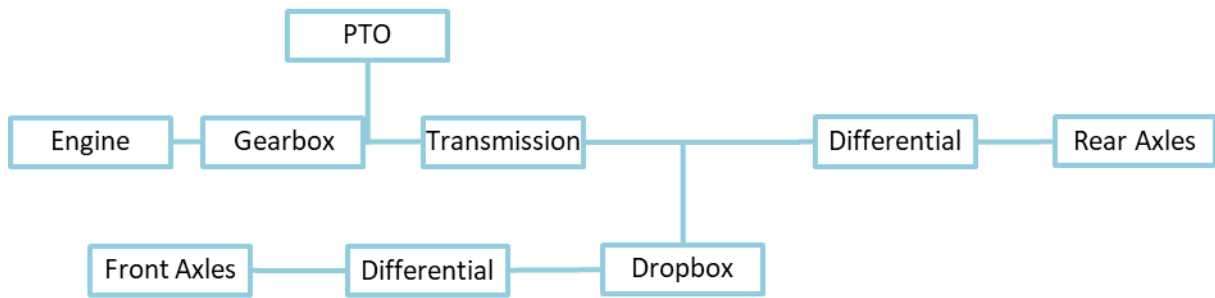 PTO
Engine
Gearbox
Transmission
Differential
Rear Axles
Front Axles
Differential
Dropbox